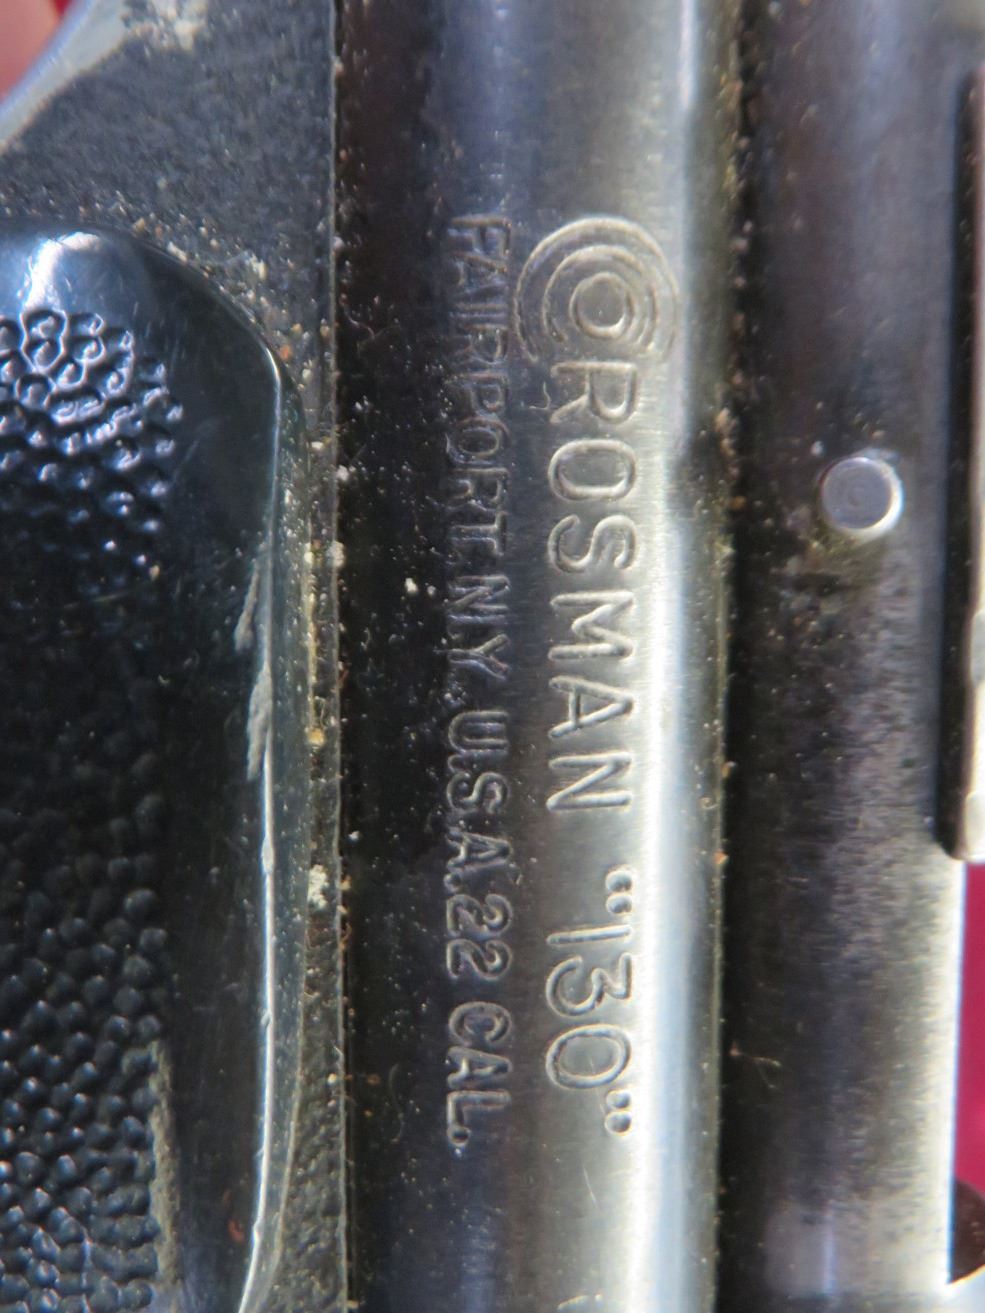 CROSMAN "130"
FAIRPORT. N.Y. U.S.A. .22 CAL.